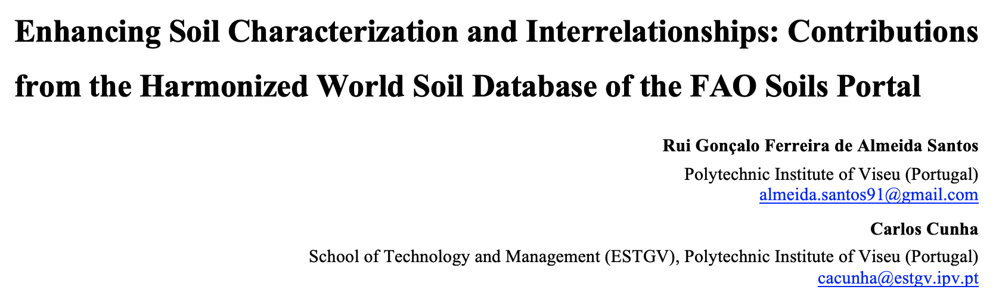 Enhancing Soil Characterization and Interrelationships: Contributions
from the Harmonized World Soil Database of the FAO Soils Portal
Rui Gonçalo Ferreira de Almeida Santos
Polytechnic Institute of Viseu (Portugal)
almeida.santos91@gmail.com
Carlos Cunha
School of Technology and Management (ESTGV), Polytechnic Institute of Viseu (Portugal)
cacunha@estgv.ipv.pt